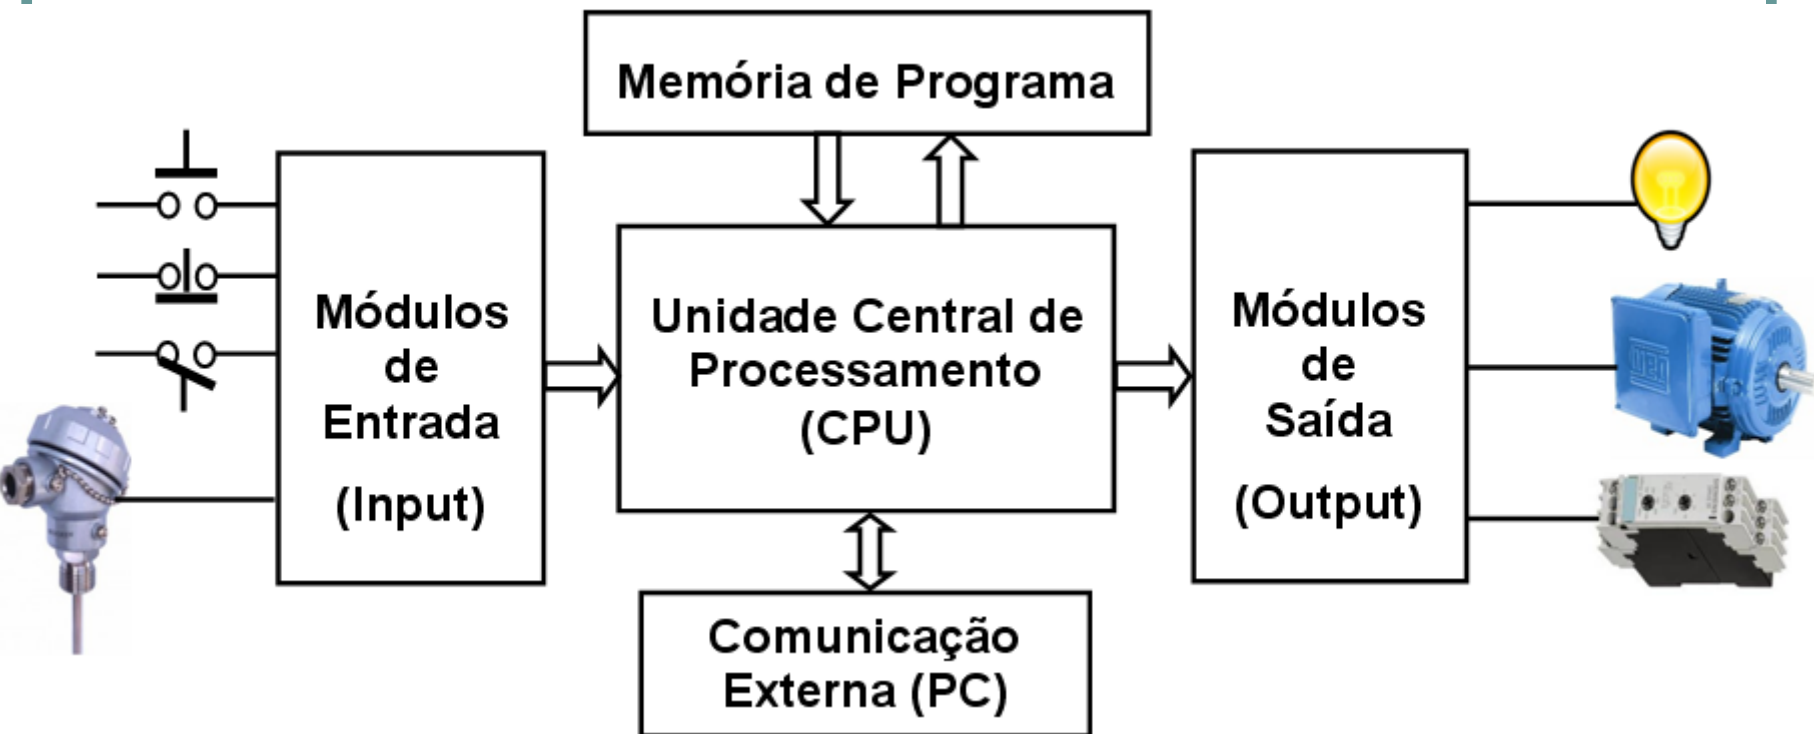 Memória de Programa
Módulos
de
Entrada
(Input)
Unidade Central de
Processamento
(CPU)
Módulos
de
Saída
(Output)
Comunicação
Externa (PC)